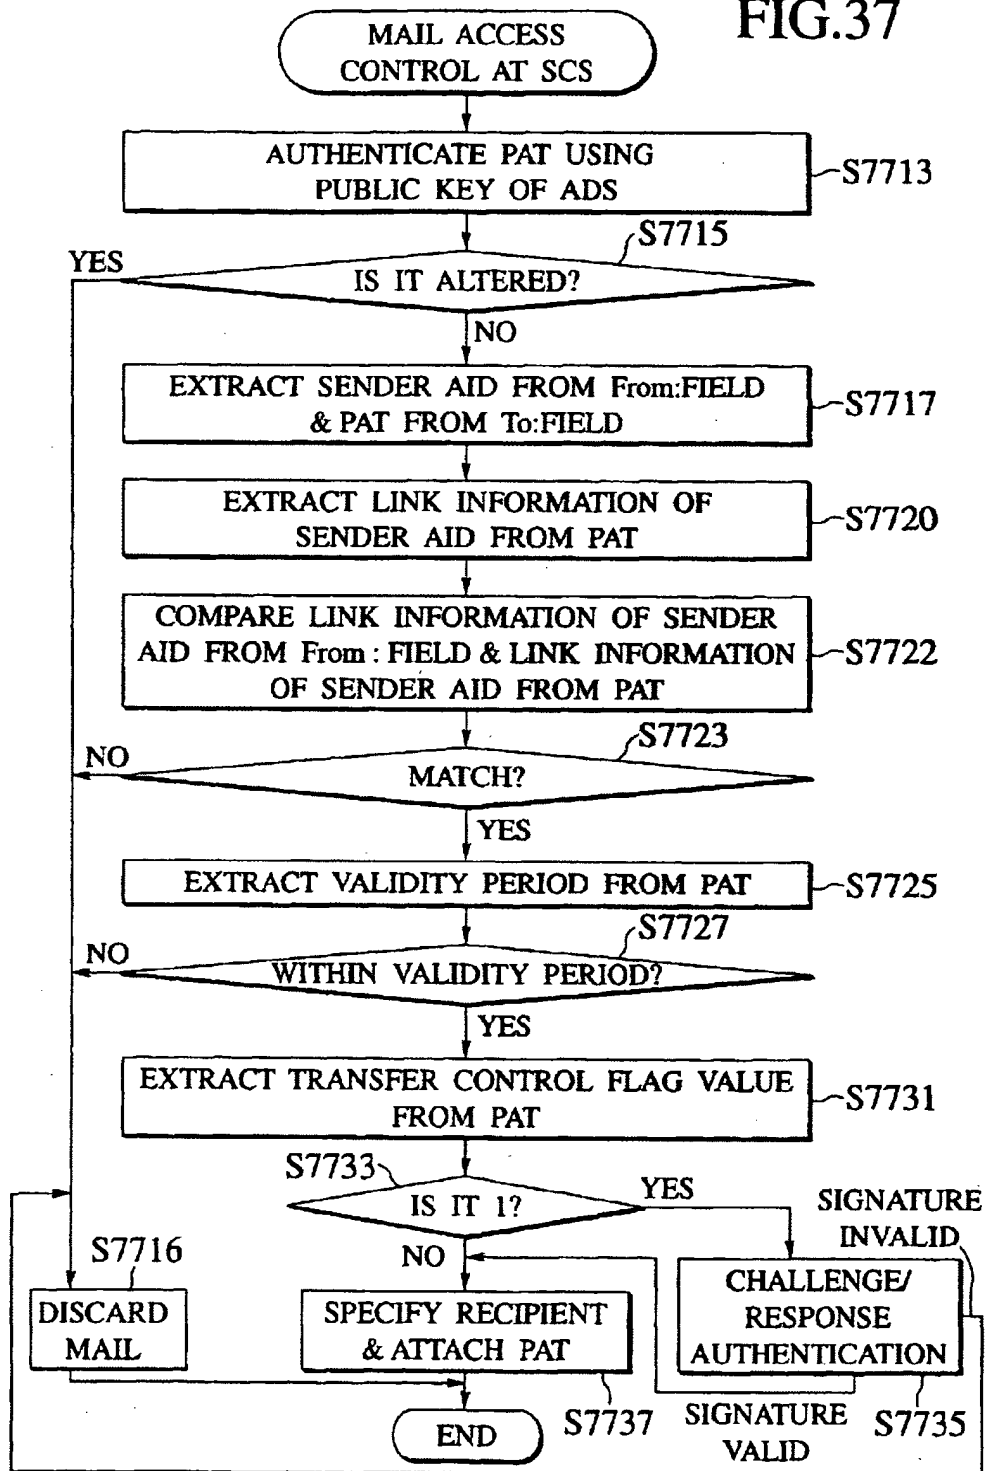 FIG.37
MAIL ACCESS
CONTROL AT SCS
AUTHENTICATE PAT USING
PUBLIC KEY OF ADS
S7713
S7715
YES
IS IT ALTERED?
NO
EXTRACT SENDER AID FROM From:FIELD
& PAT FROM To:FIELD
S7717
EXTRACT LINK INFORMATION OF
SENDER AID FROM PAT
S7720
COMPARE LINK INFORMATION OF SENDER
AID FROM From : FIELD & LINK INFORMATION
OF SENDER AID FROM PAT
S7722
S7723
NO
MATCH?
YES
EXTRACT VALIDITY PERIOD FROM PAT
S7725
S7727
NO
WITHIN VALIDITY PERIOD?
YES
EXTRACT TRANSFER CONTROL FLAG VALUE
FROM PAT
S7731
S7733
IS IT 1?
YES
NO
SIGNATURE
INVALID
S7716
DISCARD
MAIL
SPECIFY RECIPIENT
& ATTACH PAT
S7737
CHALLENGE/
RESPONSE
AUTHENTICATION
S7735
SIGNATURE
VALID
END